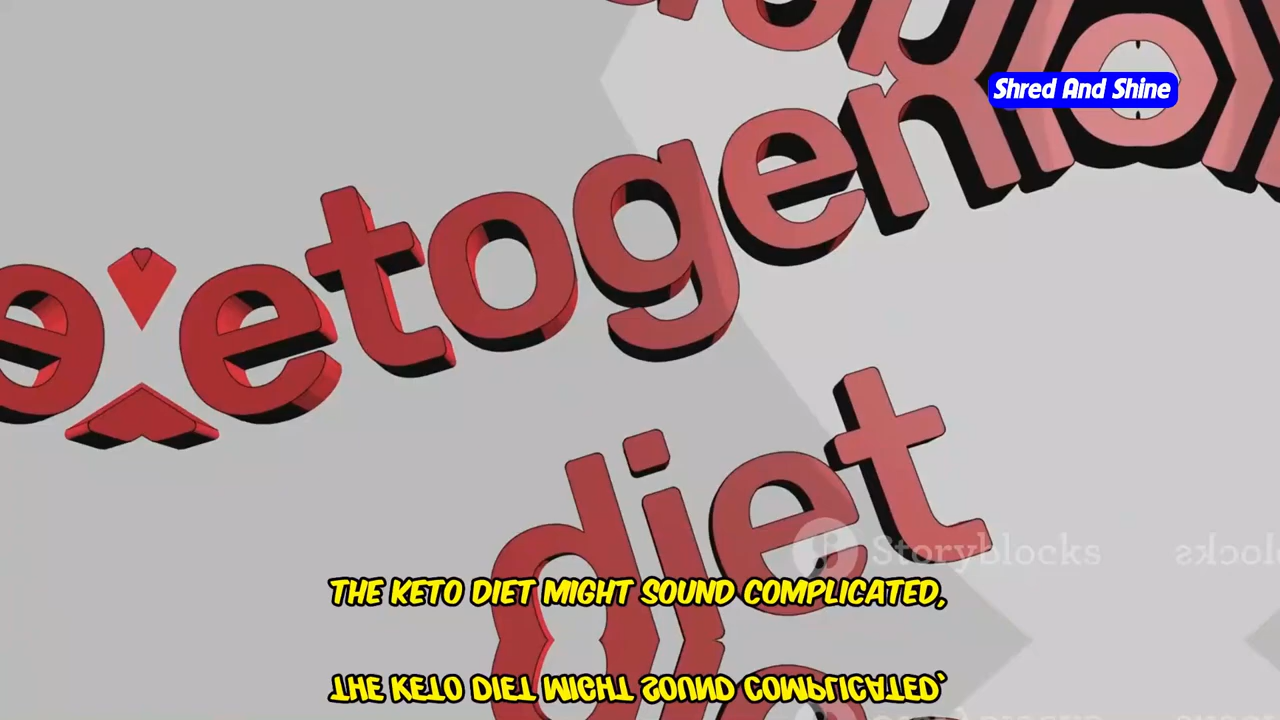 Shred And Shine
etogen
diet
Storyblocks
THE KETO DIET MIGHT SOUND COMPLICATED,
THE KETO DIET MIGHT SOUND COMPLICATED,